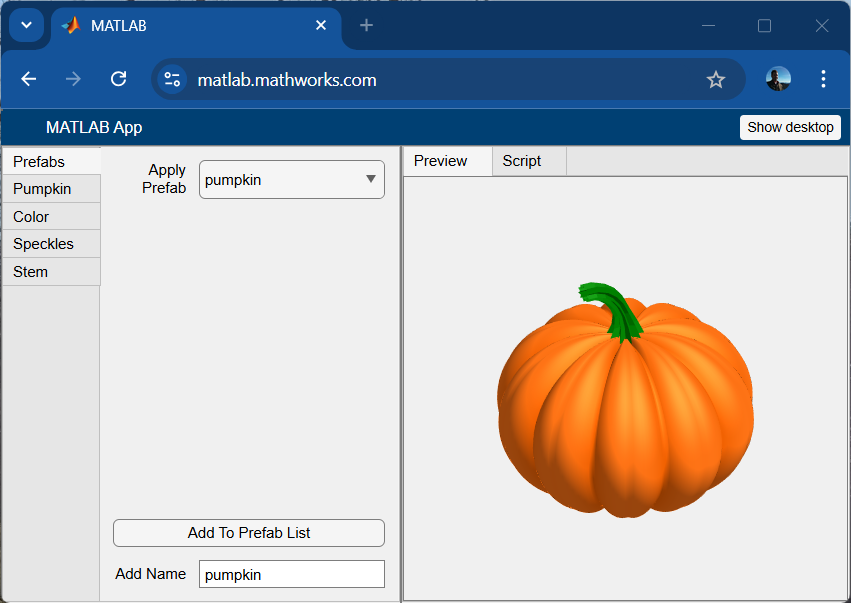 MATLAB
matlab.mathworks.com
MATLAB App
Show desktop
Prefabs
Pumpkin
Color
Speckles
Stem
Apply
Prefab
pumpkin
Add To Prefab List
Add Name
pumpkin
Preview
Script